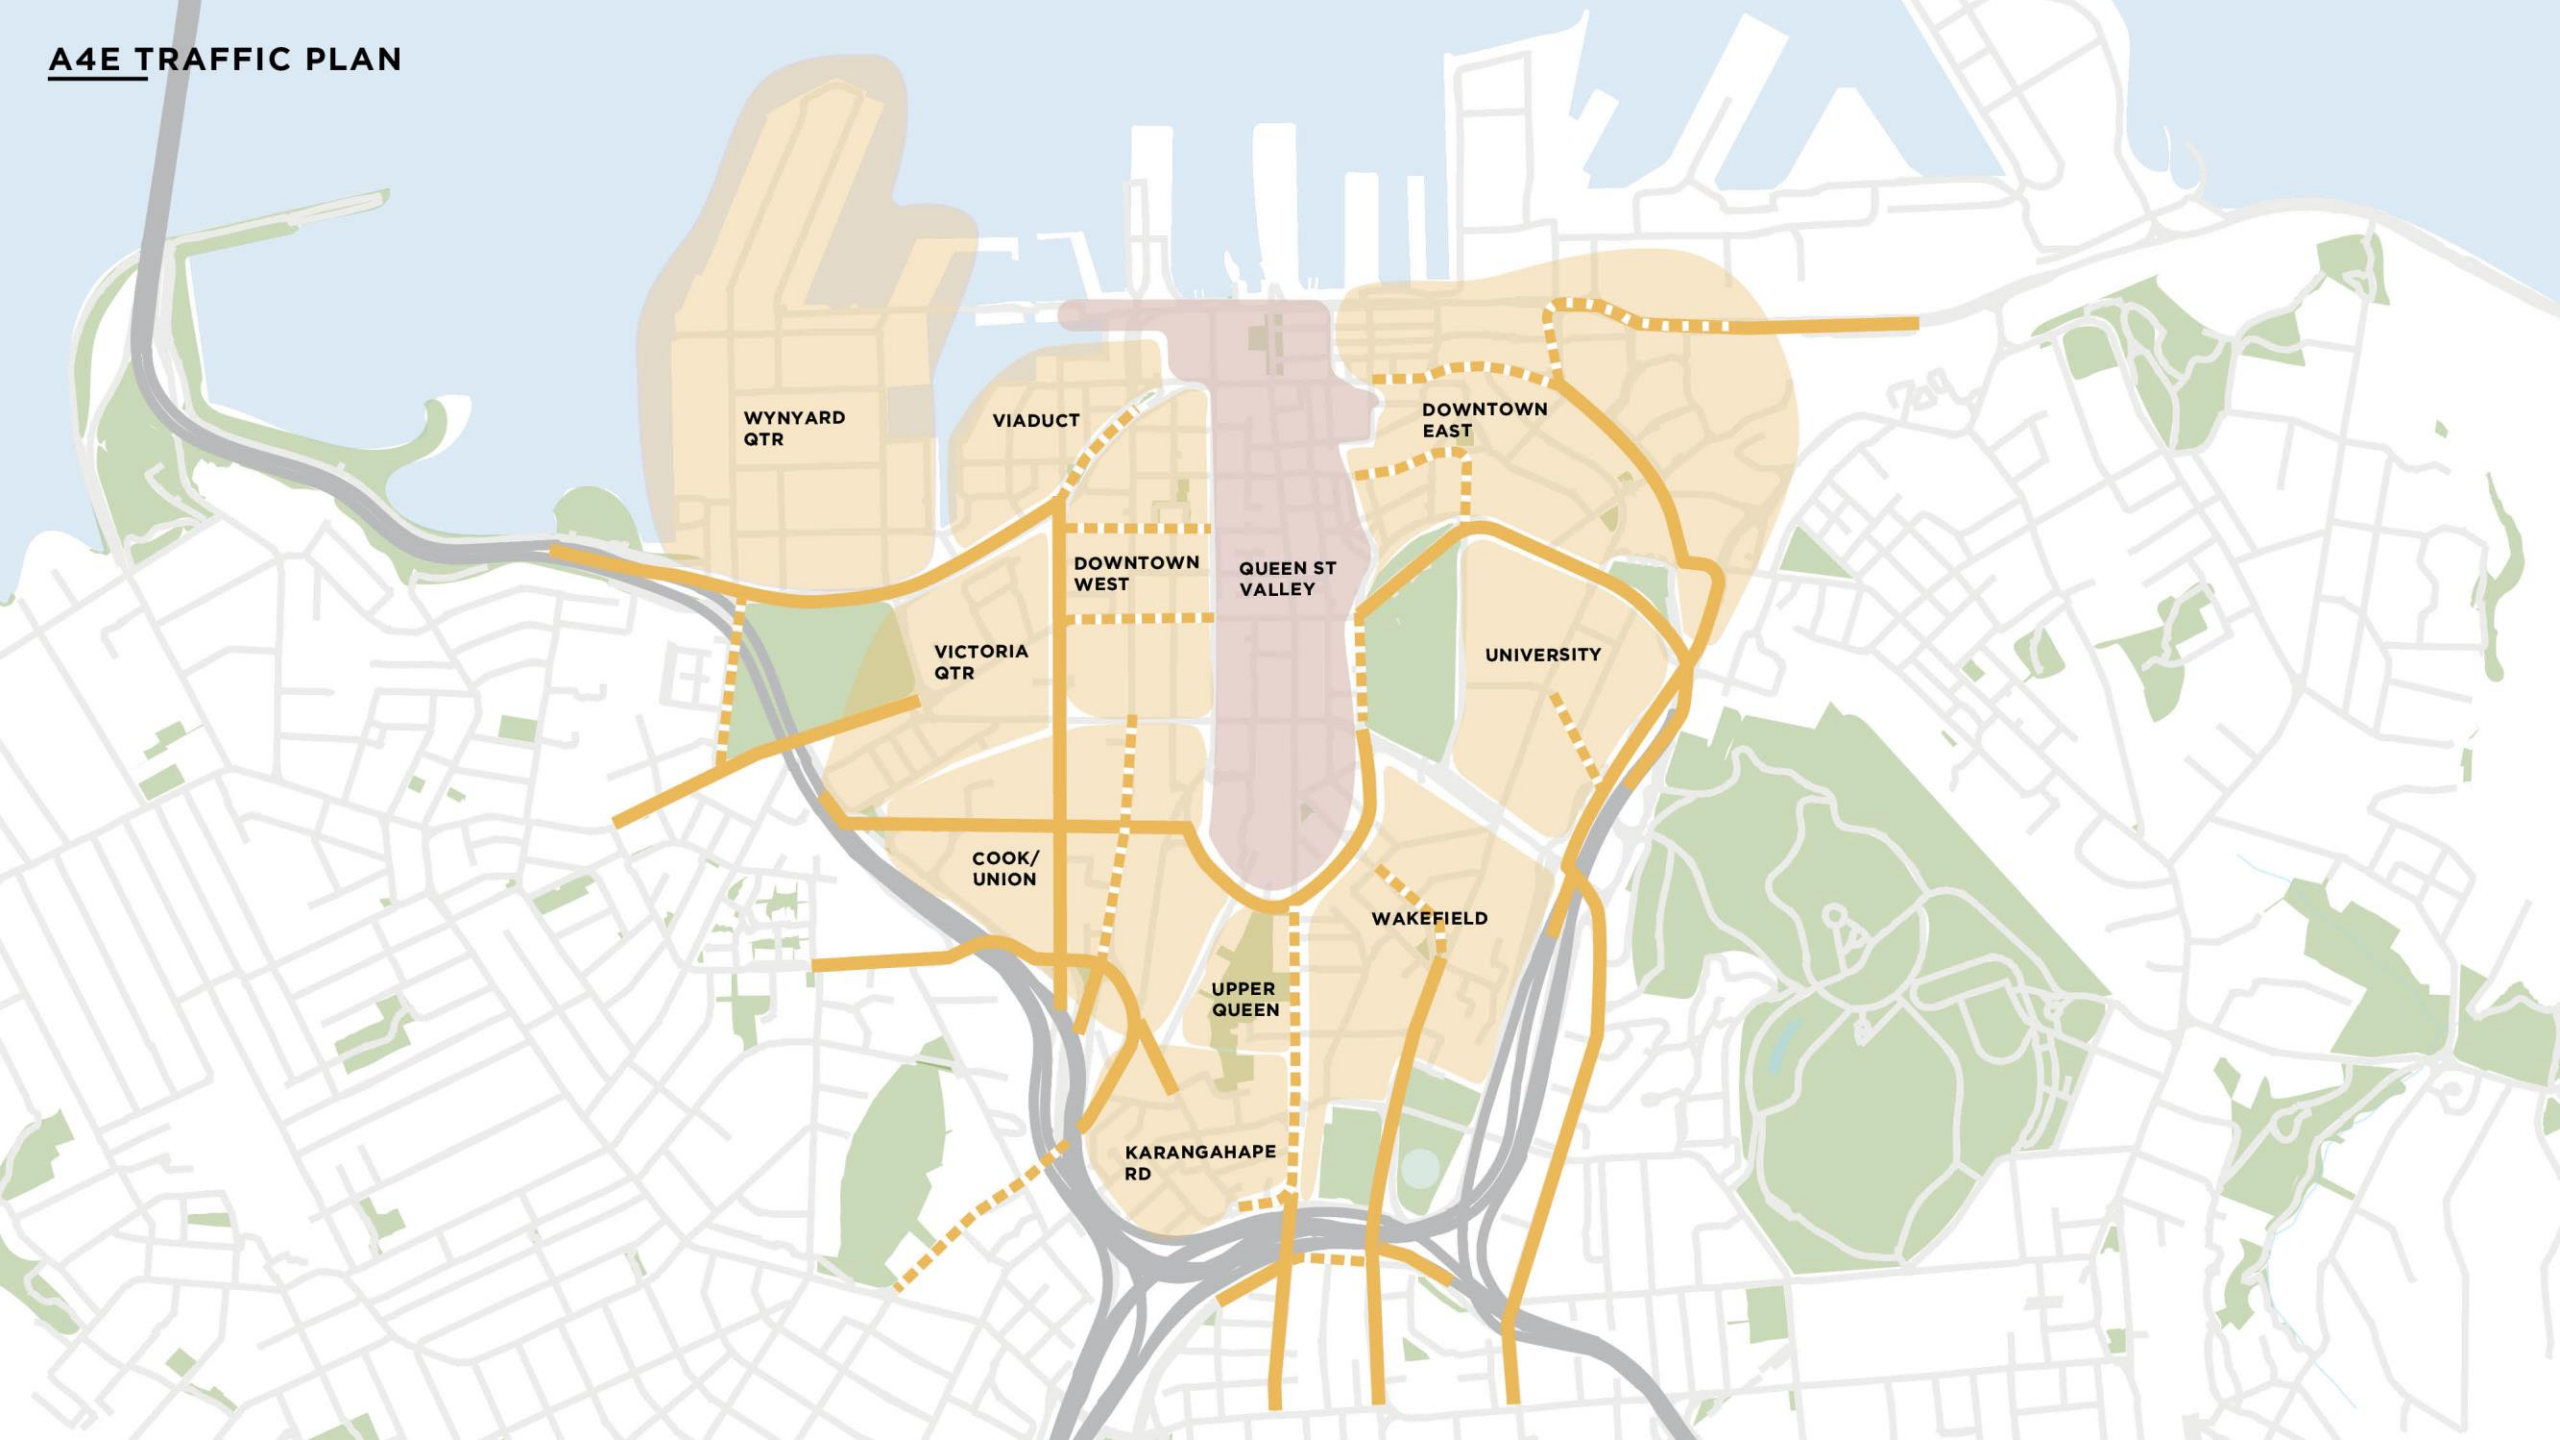 A4E TRAFFIC PLAN
WYNYARD
QTR
VIADUCT
DOWNTOWN
EAST
DOWNTOWN
WEST
QUEEN ST
VALLEY
VICTORIA
QTR
UNIVERSITY
COOK/
UNION
WAKEFIELD
UPPER
QUEEN
KARANGAHAPE
RD